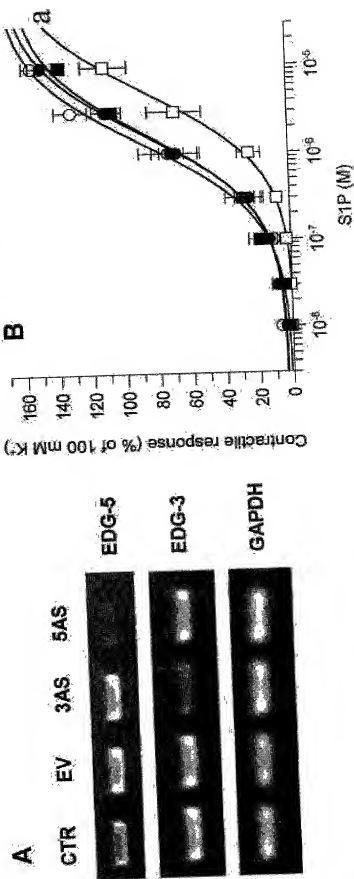 A
CTR EV 3AS 5AS
EDG-5
EDG-3
GAPDH
B
Contractile response (% of 100 mM K⁺)
160
140
120
100
80
60
40
20
0
10⁻⁸ 10⁻⁷ 10⁻⁶ 10⁻⁵
S1P (M)
a